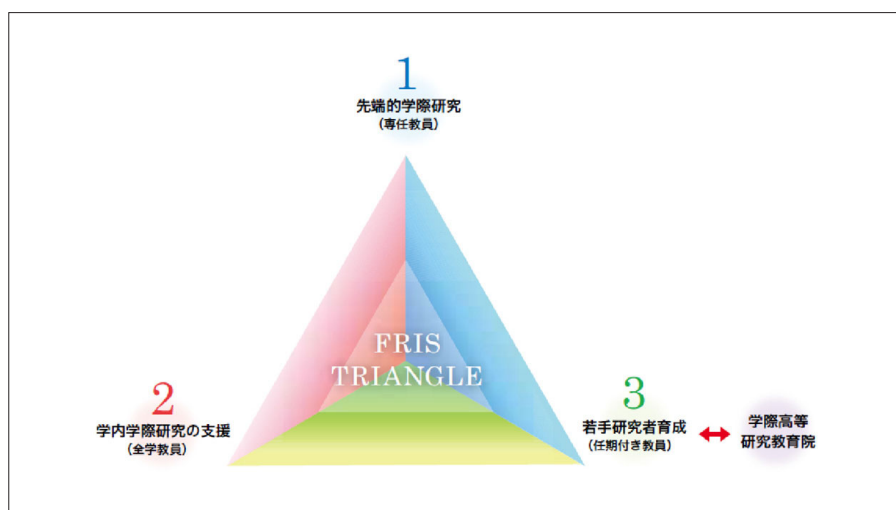 1
先端的学際研究
(専任教員)
FRIS
TRIANGLE
2
学内学際研究の支援
(全学教員)
3
若手研究者育成
(任期付き教員)
学際高等
研究教育院